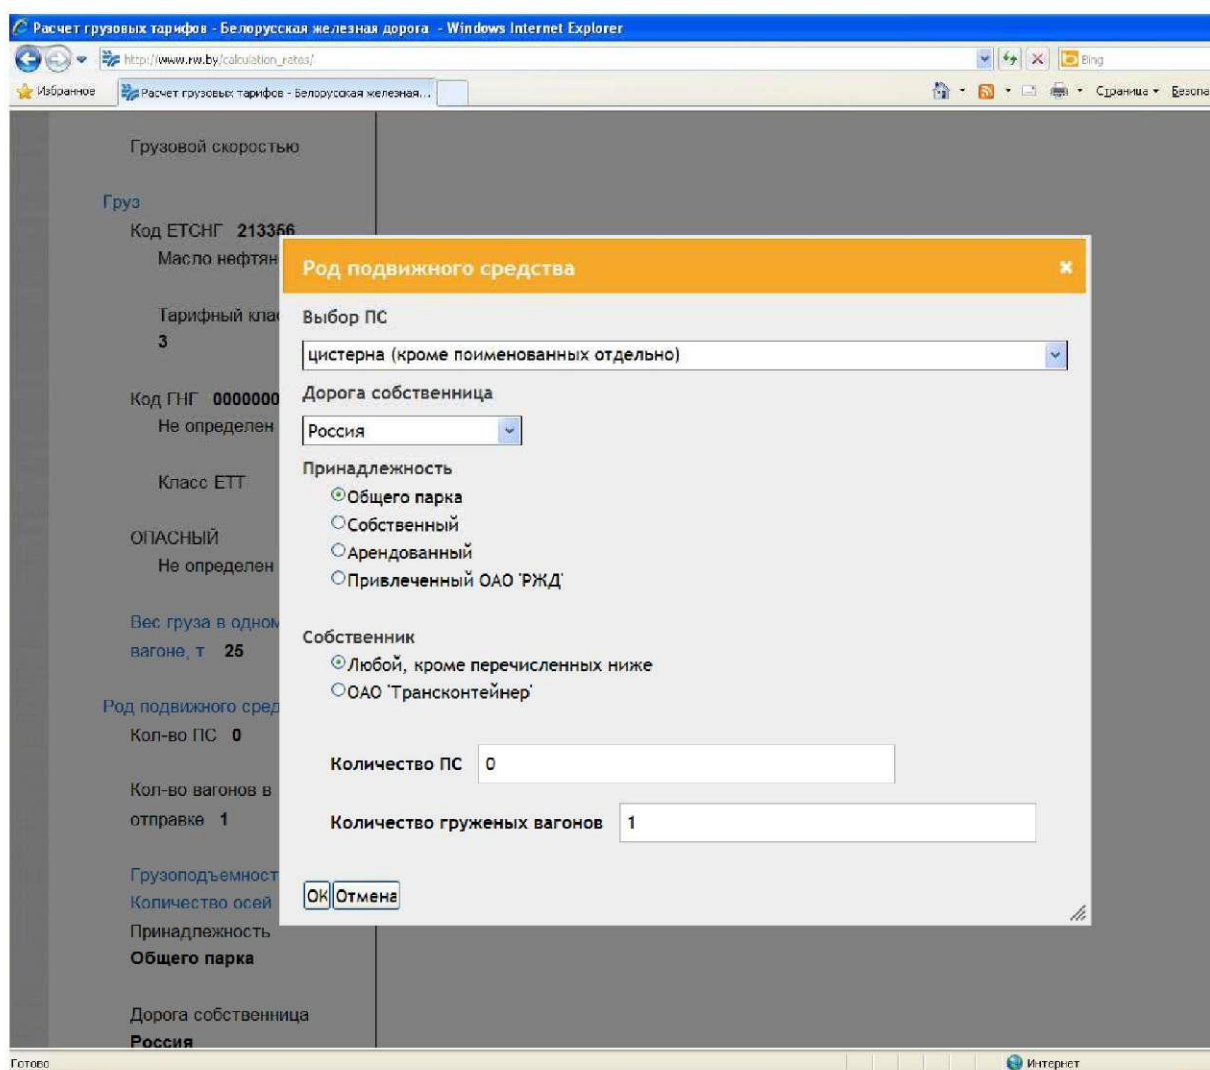 Расчет грузовых тарифов - Белорусская железная дорога - Windows Internet Explorer
http://www.rw.by/calculation_rates/
Bing
Избранное
Расчет грузовых тарифов - Белорусская железная...
Страница
Безопа
Грузовой скоростью
Груз
Код ЕТСНГ 213356
Масло нефтян
Тарифный клас
3
Код ГНГ 0000000
Не определен
Класс ЕТТ
ОПАСНЫЙ
Не определен
Вес груза в одном
вагоне, т 25
Род подвижного сред
Кол-во ПС 0
Кол-во вагонов в
отправке 1
Грузоподъемност
Количество осей
Принадлежность
Общего парка
Дорога собственница
Россия
Род подвижного средства
Выбор ПС
цистерна (кроме поименованных отдельно)
Дорога собственница
Россия
Принадлежность
Общего парка
Собственный
Арендованный
Привлеченный ОАО 'РЖД'
Собственник
Любой, кроме перечисленных ниже
ОАО 'Трансконтейнер'
Количество ПС 0
Количество груженых вагонов 1
ОК Отмена
Готово
Интернет